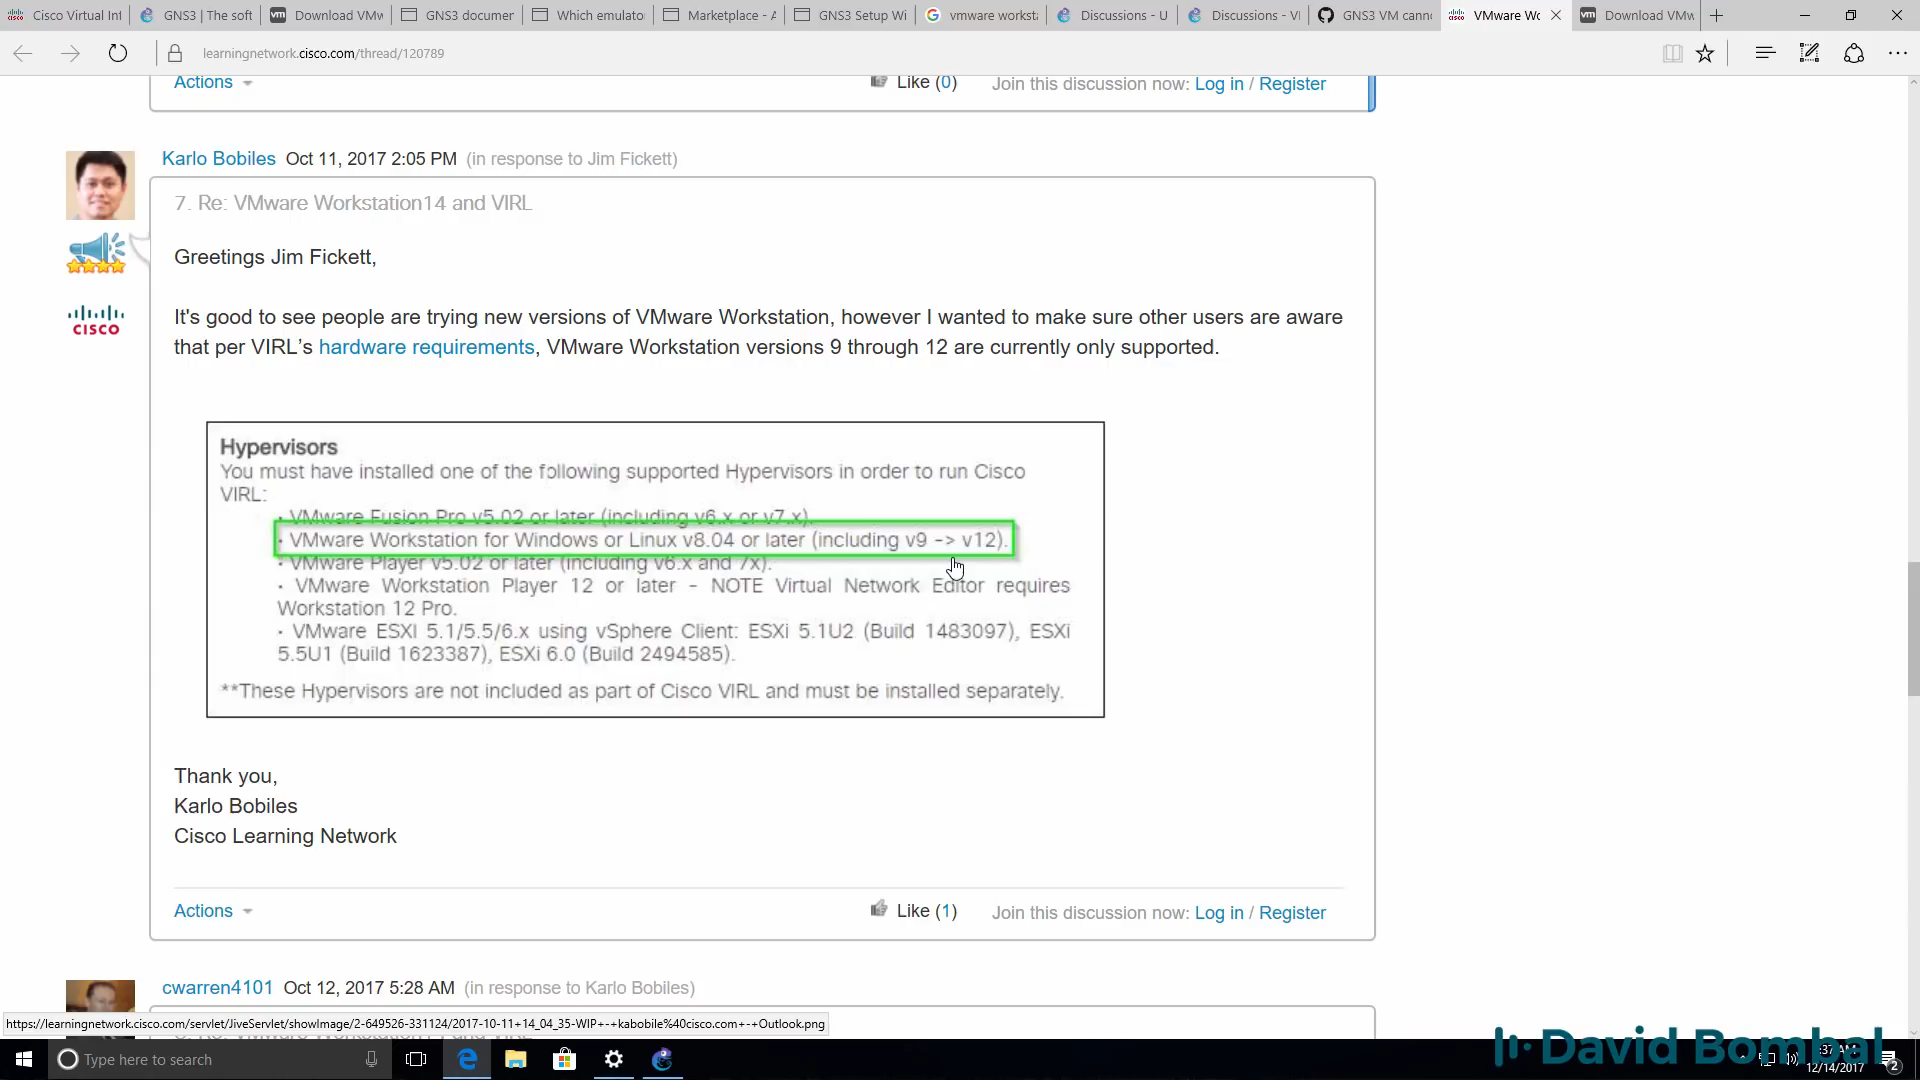 Cisco Virtual Int
GNS3 | The soft
Download VMw
GNS3 documer
Which emulato
Marketplace - A
GNS3 Setup Wi
vmware workst
Discussions - U
Discussions - VI
GNS3 VM canno
VMware Wo
Download VMw
learningnetwork.cisco.com/thread/120789
Actions
Like (0)
Join this discussion now: Log in / Register
Karlo Bobiles Oct 11, 2017 2:05 PM (in response to Jim Fickett)
7. Re: VMware Workstation14 and VIRL
Greetings Jim Fickett,
CISCO
It's good to see people are trying new versions of VMware Workstation, however I wanted to make sure other users are aware
that per VIRL’s hardware requirements, VMware Workstation versions 9 through 12 are currently only supported.
Hypervisors
You must have installed one of the following supported Hypervisors in order to run Cisco
VIRL:
· VMware Fusion Pro v5.02 or later (including v6.x or v7.x).
· VMware Workstation for Windows or Linux v8.04 or later (including v9 -> v12).
· VMware Player v5.02 or later (including v6.x and 7x).
· VMware Workstation Player 12 or later - NOTE Virtual Network Editor requires
Workstation 12 Pro.
· VMware ESXI 5.1/5.5/6.x using vSphere Client: ESXi 5.1U2 (Build 1483097), ESXi
5.5U1 (Build 1623387), ESXi 6.0 (Build 2494585).
**These Hypervisors are not included as part of Cisco VIRL and must be installed separately.
Thank you,
Karlo Bobiles
Cisco Learning Network
Actions
Like (1)
Join this discussion now: Log in / Register
cwarren4101 Oct 12, 2017 5:28 AM (in response to Karlo Bobiles)
https://learningnetwork.cisco.com/servlet/JiveServlet/showImage/2-649526-331124/2017-10-11+14_04_35-WIP+-+kabobile%40cisco.com+-+Outlook.png
David Bombal
Type here to search
12/14/2017
2